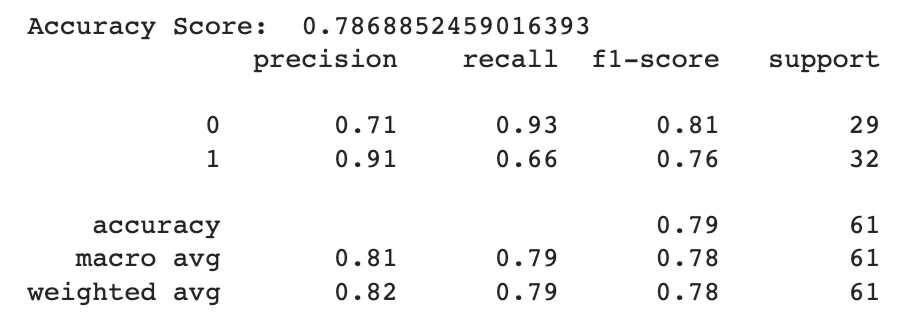 Accuracy Score:  0.7868852459016393
precision recall f1-score support
0 0.71 0.93 0.81 29
1 0.91 0.66 0.76 32
accuracy 0.79 61
macro avg 0.81 0.79 0.78 61
weighted avg 0.82 0.79 0.78 61